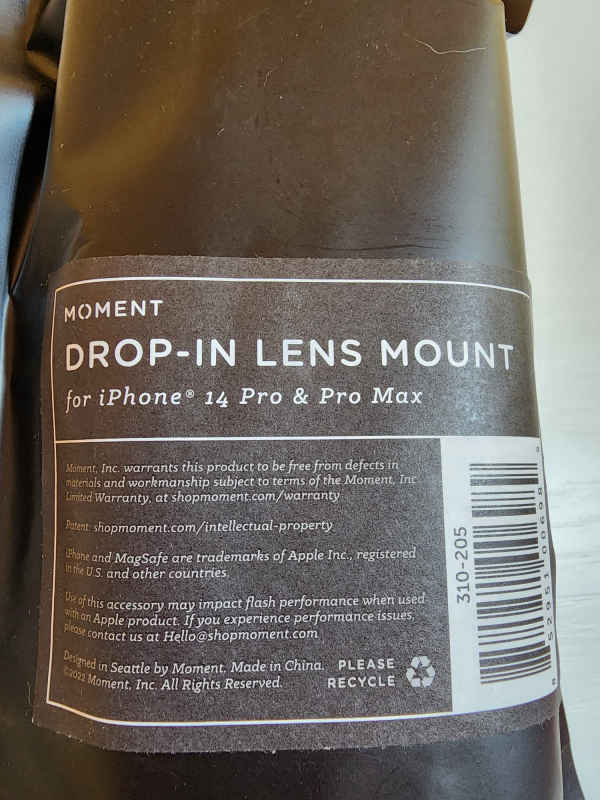 MOMENT
DROP-IN LENS MOUNT
for iPhone® 14 Pro & Pro Max
Moment, Inc. warrants this product to be free from defects in
materials and workmanship subject to terms of the Moment, Inc
Limited Warranty, at shopmoment.com/warranty
Patent: shopmoment.com/intellectual-property
iPhone and MagSafe are trademarks of Apple Inc., registered
in the U.S. and other countries.
Use of this accessory may impact flash performance when used
with an Apple product. If you experience performance issues,
please contact us at Hello@shopmoment.com
Designed in Seattle by Moment. Made in China.
©2022 Moment, Inc. All Rights Reserved.
PLEASE
RECYCLE
310-205